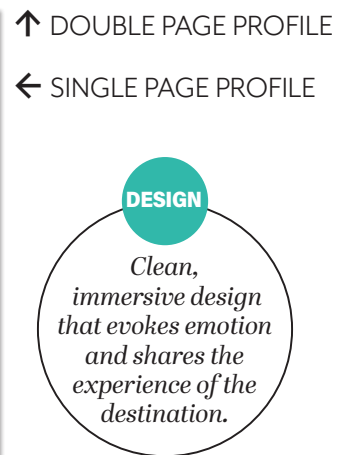 ↑ DOUBLE PAGE PROFILE
← SINGLE PAGE PROFILE
DESIGN
Clean,
immersive design
that evokes emotion
and shares the
experience of the
destination.